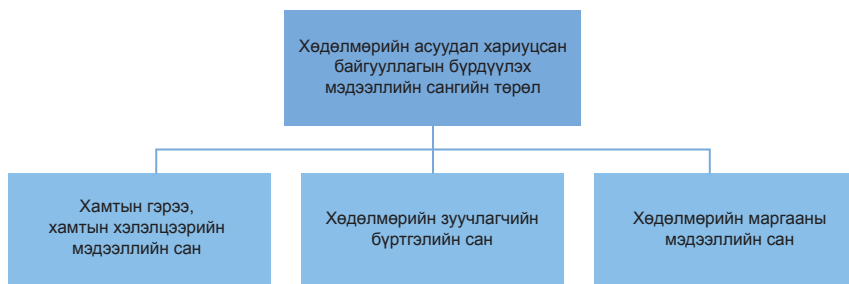 Хөдөлмөрийн асуудал хариуцсан
байгууллагын бүрдүүлэх
мэдээллийн сангийн төрөл
Хамтын гэрээ,
хамтын хэлэлцээрийн
мэдээллийн сан
Хөдөлмөрийн зуучлагчийн
бүртгэлийн сан
Хөдөлмөрийн маргааны
мэдээллийн сан